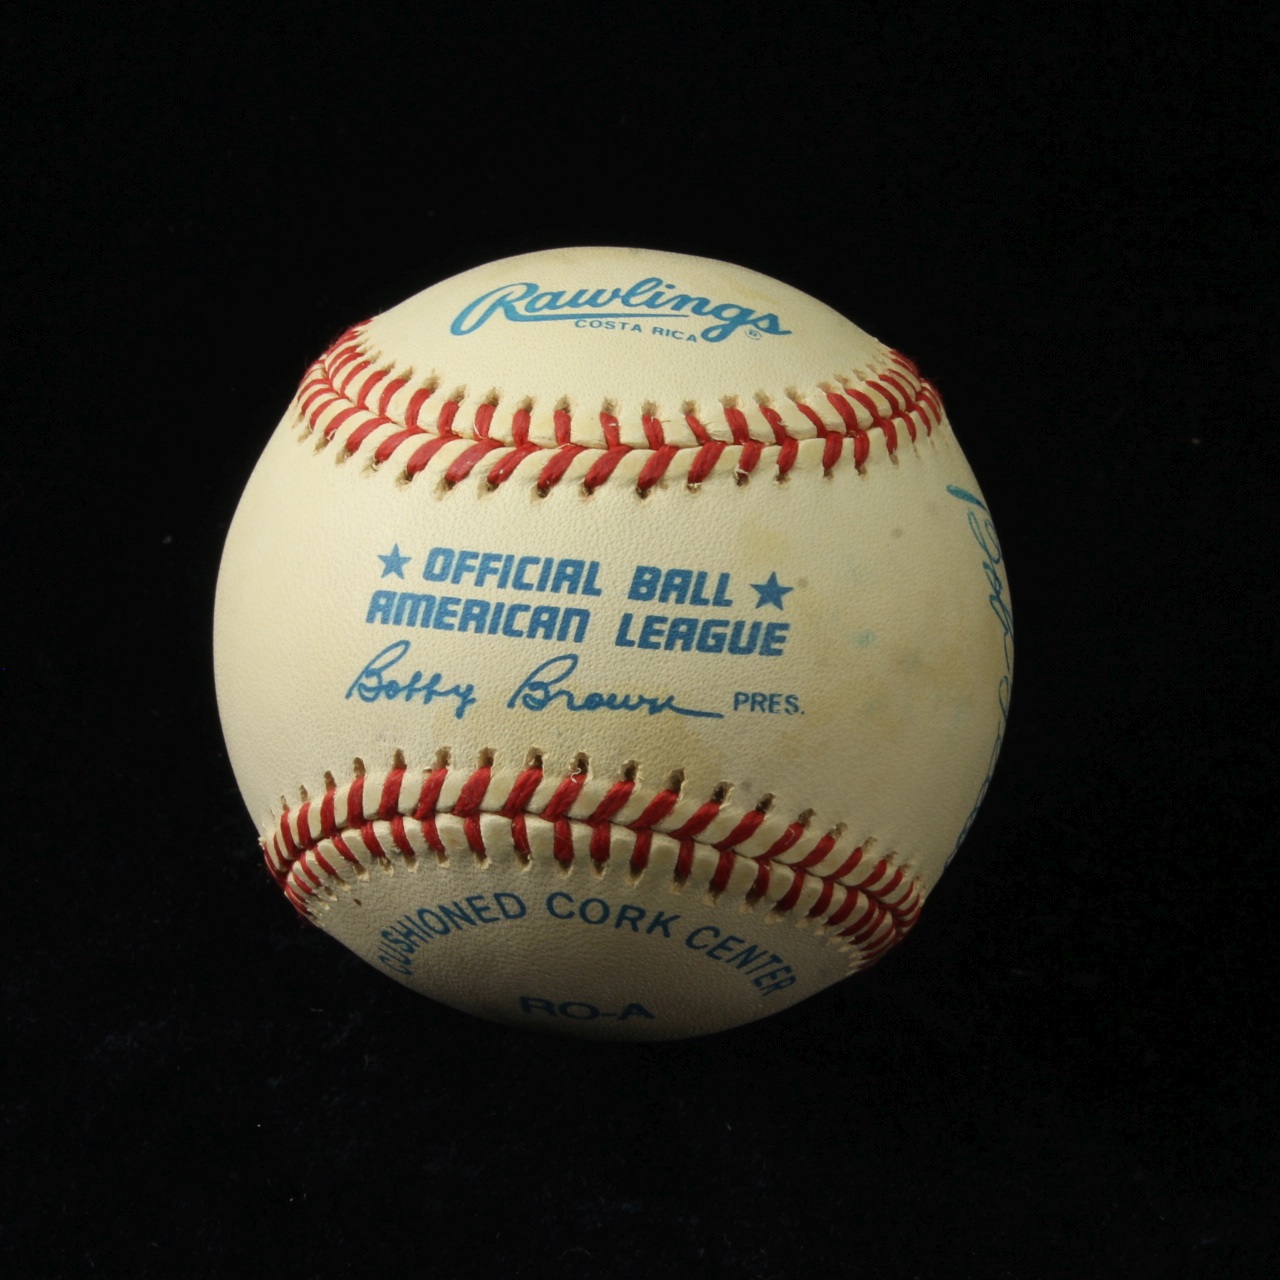 Rawlings ®
COSTA RICA
★ OFFICIAL BALL ★
AMERICAN LEAGUE
Bobby Brown PRES.
CUSHIONED CORK CENTER
RO-A